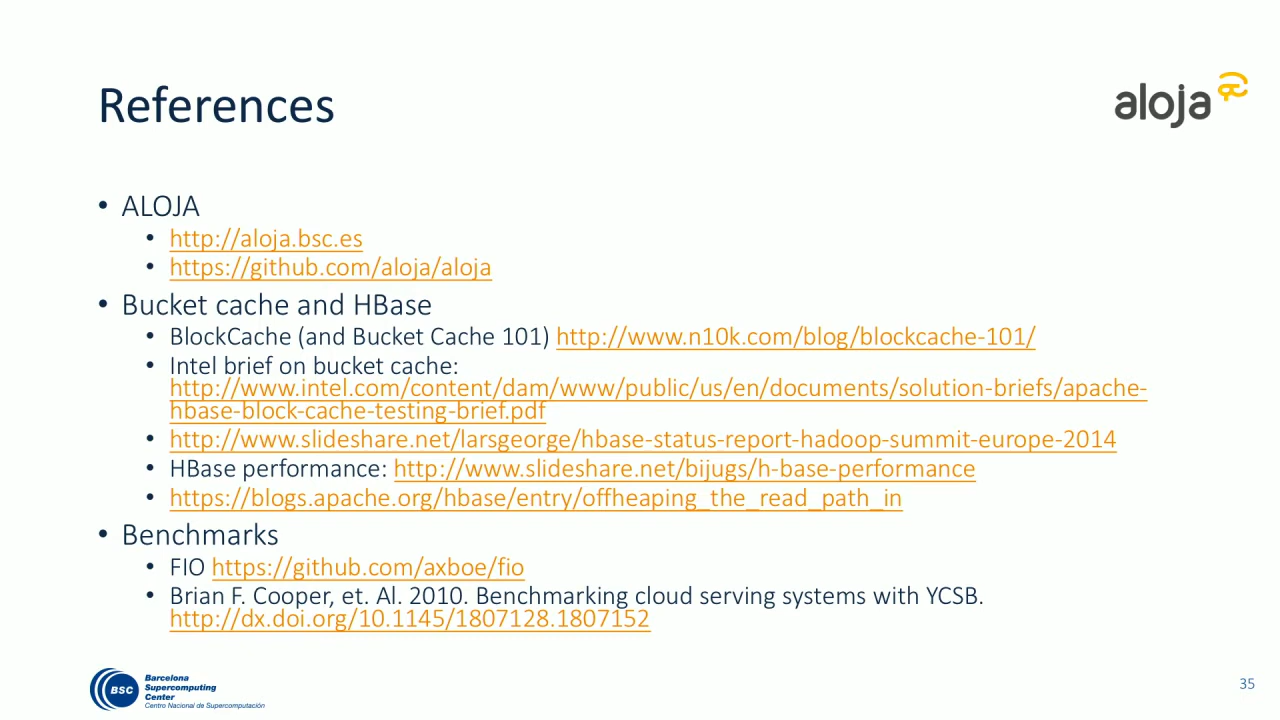 References
aloja
• ALOJA
• http://aloja.bsc.es
• https://github.com/aloja/aloja
• Bucket cache and HBase
• BlockCache (and Bucket Cache 101) http://www.n10k.com/blog/blockcache-101/
• Intel brief on bucket cache:
http://www.intel.com/content/dam/www/public/us/en/documents/solution-briefs/apache-
hbase-block-cache-testing-brief.pdf
• http://www.slideshare.net/larsgeorge/hbase-status-report-hadoop-summit-europe-2014
• HBase performance: http://www.slideshare.net/bijugs/h-base-performance
• https://blogs.apache.org/hbase/entry/offheaping_the_read_path_in
• Benchmarks
• FIO https://github.com/axboe/fio
• Brian F. Cooper, et. Al. 2010. Benchmarking cloud serving systems with YCSB.
http://dx.doi.org/10.1145/1807128.1807152
BSC
Barcelona
Supercomputing
Center
Centro Nacional de Supercomputación
35